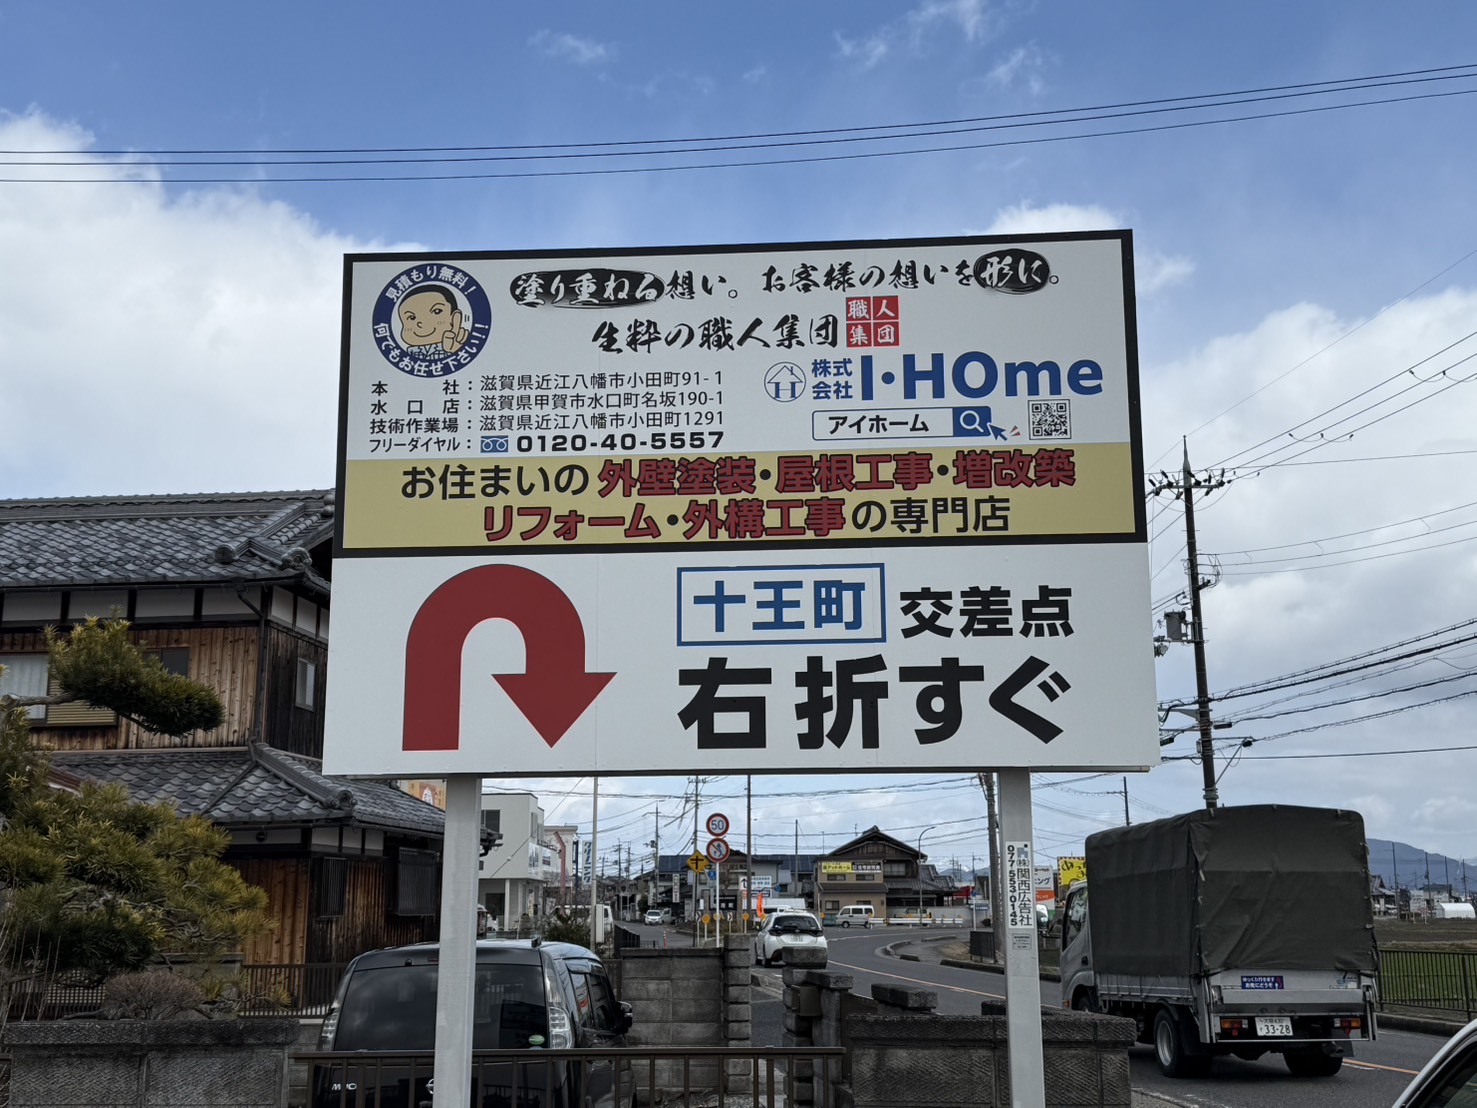 見積もり無料！
何でもお任せ下さい!!
塗り重ねる想い。お客様の想いを形に。
生粋の職人集団
職人
集団
株式会社 I・HOme
アイホーム
本社：滋賀県近江八幡市小田町91-1
水口店：滋賀県甲賀市水口町名坂190-1
技術作業場：滋賀県近江八幡市小田町1291
フリーダイヤル：0120-40-5557
お住まいの外壁塗装・屋根工事・増改築
リフォーム・外構工事の専門店
十王町 交差点
右折すぐ
50
(株)関西広告社
077-553-0145
33-28